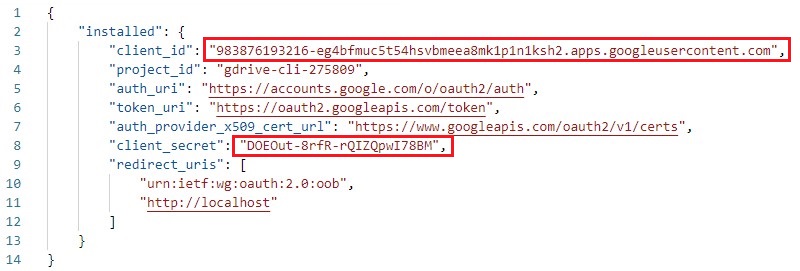 1 {
2 "installed": {
3 "client_id": "983876193216-eg4bfmuc5t54hsvbmeea8mk1p1n1ksh2.apps.googleusercontent.com",
4 "project_id": "gdrive-cli-275809",
5 "auth_uri": "https://accounts.google.com/o/oauth2/auth",
6 "token_uri": "https://oauth2.googleapis.com/token",
7 "auth_provider_x509_cert_url": "https://www.googleapis.com/oauth2/v1/certs",
8 "client_secret": "DOEOut-8rfR-rQIZQpwI78BM",
9 "redirect_uris": [
10 "urn:ietf:wg:oauth:2.0:oob",
11 "http://localhost"
12 ]
13 }
14 }